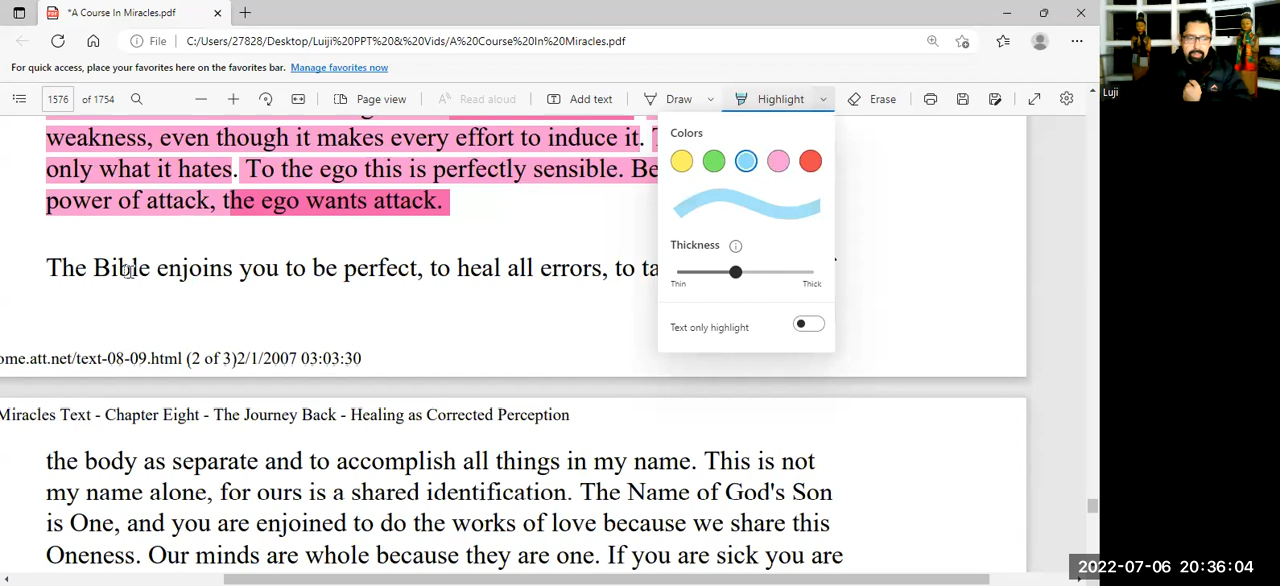 *A Course In Miracles.pdf
File C:/Users/27828/Desktop/Luiji%20PPT%20&%20Vids/A%20Course%20In%20Miracles.pdf
For quick access, place your favorites here on the favorites bar. Manage favorites now
1576 of 1754 Page view Read aloud Add text Draw Highlight Erase
Colors
Thickness
Thin Thick
Text only highlight
weakness, even though it makes every effort to induce it.
only what it hates. To the ego this is perfectly sensible. Be
power of attack, the ego wants attack.
The Bible enjoins you to be perfect, to heal all errors, to ta
ome.att.net/text-08-09.html (2 of 3)2/1/2007 03:03:30
Miracles Text - Chapter Eight - The Journey Back - Healing as Corrected Perception
the body as separate and to accomplish all things in my name. This is not
my name alone, for ours is a shared identification. The Name of God's Son
is One, and you are enjoined to do the works of love because we share this
Oneness. Our minds are whole because they are one. If you are sick you are
Luji
2022-07-06 20:36:04